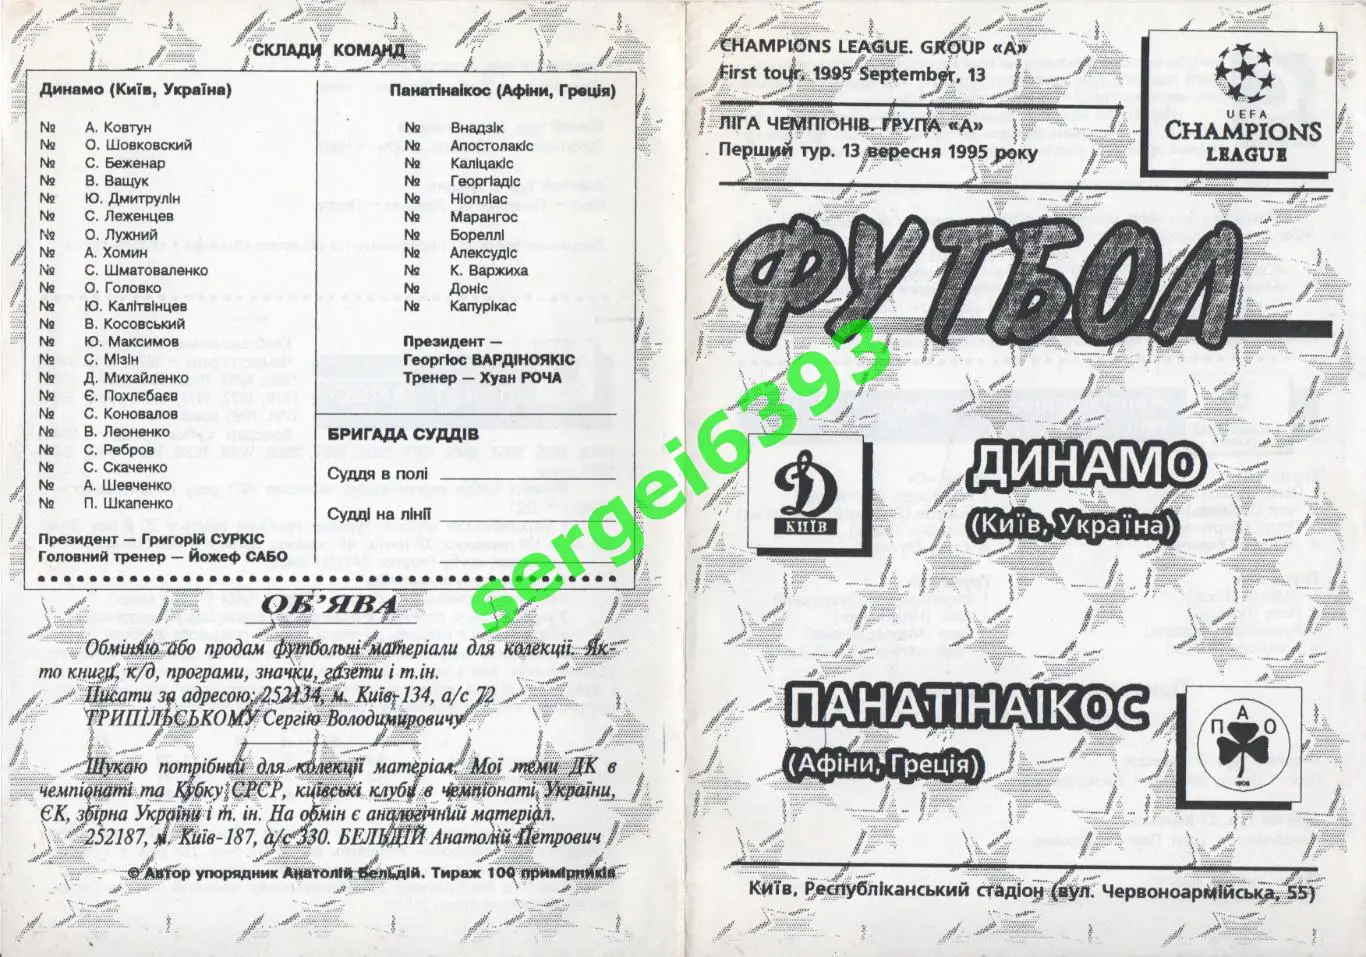 СКЛАДИ КОМАНД
Динамо (Київ, Україна)
№ А. Ковтун
№ О. Шовковский
№ С. Беженар
№ В. Ващук
№ Ю. Дмитрулін
№ С. Леженцев
№ О. Лужний
№ А. Хомин
№ С. Шматоваленко
№ О. Головко
№ Ю. Калітвінцев
№ В. Косовський
№ Ю. Максимов
№ С. Мізін
№ Д. Михайленко
№ Є. Похлєбаєв
№ С. Коновалов
№ В. Леоненко
№ С. Ребров
№ С. Скаченко
№ А. Шевченко
№ П. Шкапенко
Президент – Григорій СУРКІС
Головний тренер – Йожеф САБО
Панатінаікос (Афіни, Греція)
№ Внадзік
№ Апостолакіс
№ Каліцакіс
№ Георгіадіс
№ Ніопліас
№ Марангос
№ Бореллі
№ Алексудіс
№ К. Варжиха
№ Доніс
№ Капурікас
Президент –
Георгіос ВАРДІНОЯКІС
Тренер – Хуан РОЧА
БРИГАДА СУДДІВ
Суддя в полі
Судді на лінії
ОБ'ЯВА
Обміняю або продам футбольні матеріали для колекції. Як-
то книги, к/д, програми, значки, газети і т.ін.
Писати за адресою: 252134, м. Київ-134, а/с 72
ТРИПІЛЬСЬКОМУ Сергію Володимировичу
Шукаю потрібний для колекції матеріал. Мої теми ДК в
чемпіонаті та Кубку СРСР, київські клуби в чемпіонаті України,
ЄК, збірна України і т. ін. На обмін є аналогічний матеріал.
252187, м. Київ-187, а/с 330. БЕЛЬДІЙ Анатолій Петрович
© Автор упорядник Анатолій Бельдій. Тираж 100 примірників
CHAMPIONS LEAGUE. GROUP «A»
First tour, 1995 September, 13
ЛІГА ЧЕМПІОНІВ. ГРУПА «А»
Перший тур. 13 вересня 1995 року
UEFA
CHAMPIONS
LEAGUE
ФУТБОЛ
Д
КИЇВ
ДИНАМО
(Київ, Україна)
ПАНАТІНАІКОС
(Афіни, Греція)
П А О
1908
Київ, Республіканський стадіон (вул. Червоноармійська, 55)
sergei6393